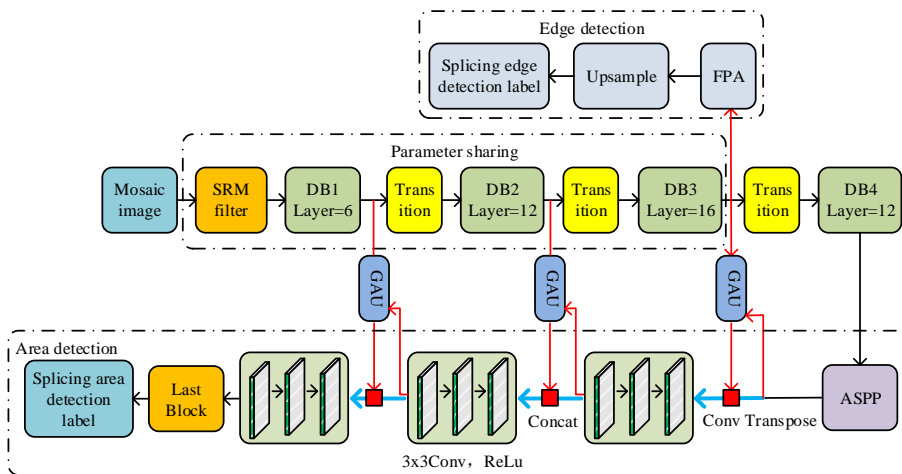 Edge detection
Splicing edge
detection label
Upsample
FPA
Parameter sharing
Mosaic
image
SRM
filter
DB1
Layer=6
Trans
ition
DB2
Layer=12
Trans
ition
DB3
Layer=16
Trans
ition
DB4
Layer=12
GAU
GAU
GAU
Area detection
Splicing area
detection
label
Last
Block
Concat
Conv Transpose
ASPP
3x3Conv，ReLu